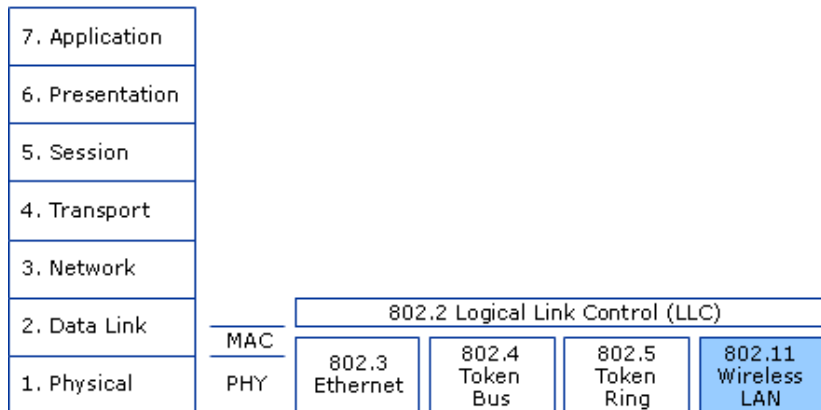 7. Application
6. Presentation
5. Session
4. Transport
3. Network
2. Data Link
1. Physical
MAC
PHY
802.2 Logical Link Control (LLC)
802.3
Ethernet
802.4
Token
Bus
802.5
Token
Ring
802.11
Wireless
LAN